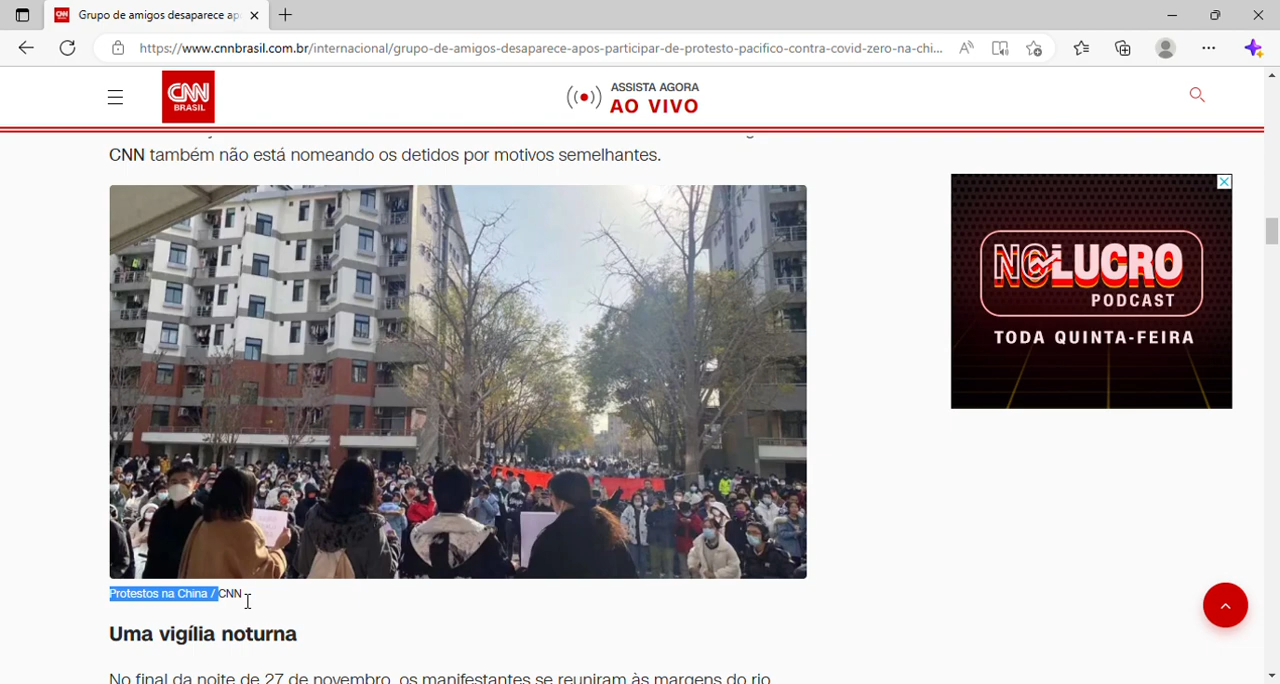 Grupo de amigos desaparece ap
https://www.cnnbrasil.com.br/internacional/grupo-de-amigos-desaparece-apos-participar-de-protesto-pacifico-contra-covid-zero-na-chi...
CNN
BRASIL
ASSISTA AGORA
AO VIVO
CNN também não está nomeando os detidos por motivos semelhantes.
NO LUCRO
PODCAST
TODA QUINTA-FEIRA
Protestos na China / CNN
Uma vigília noturna
No final da noite de 27 de novembro, os manifestantes se reuniram às margens do rio